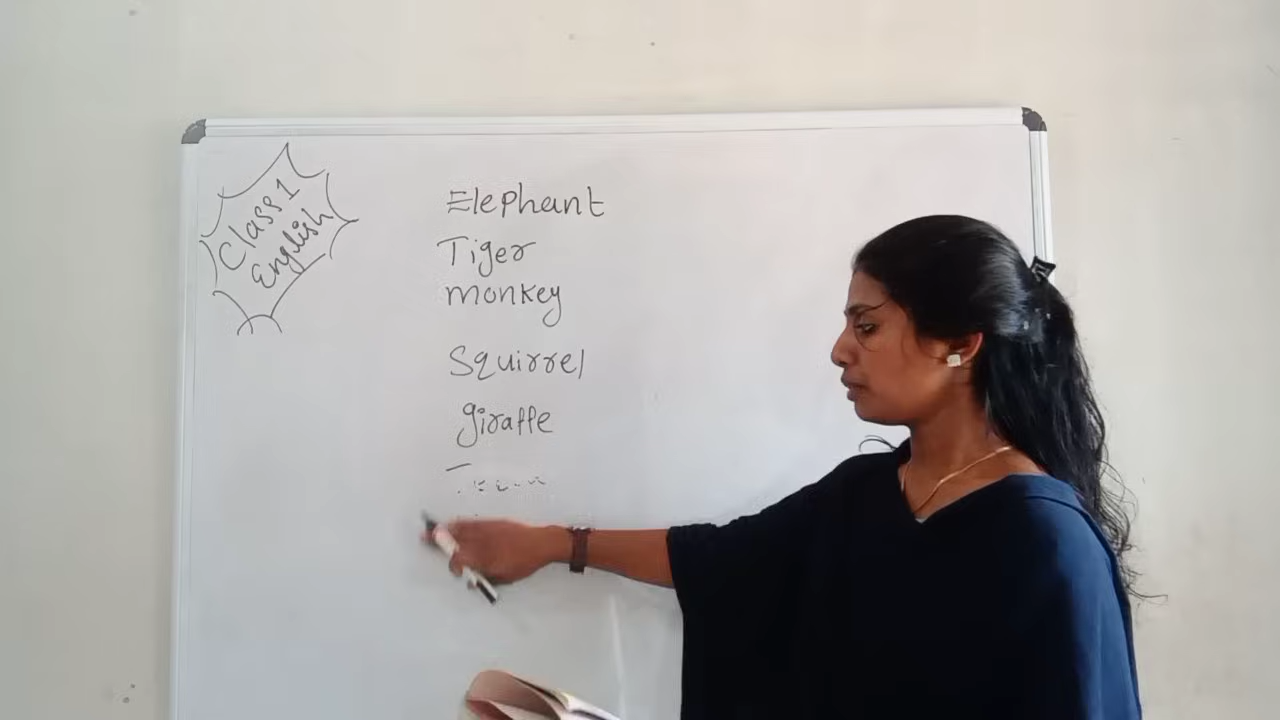 Class 1
English
Elephant
Tiger
monkey
Squirrel
giraffe